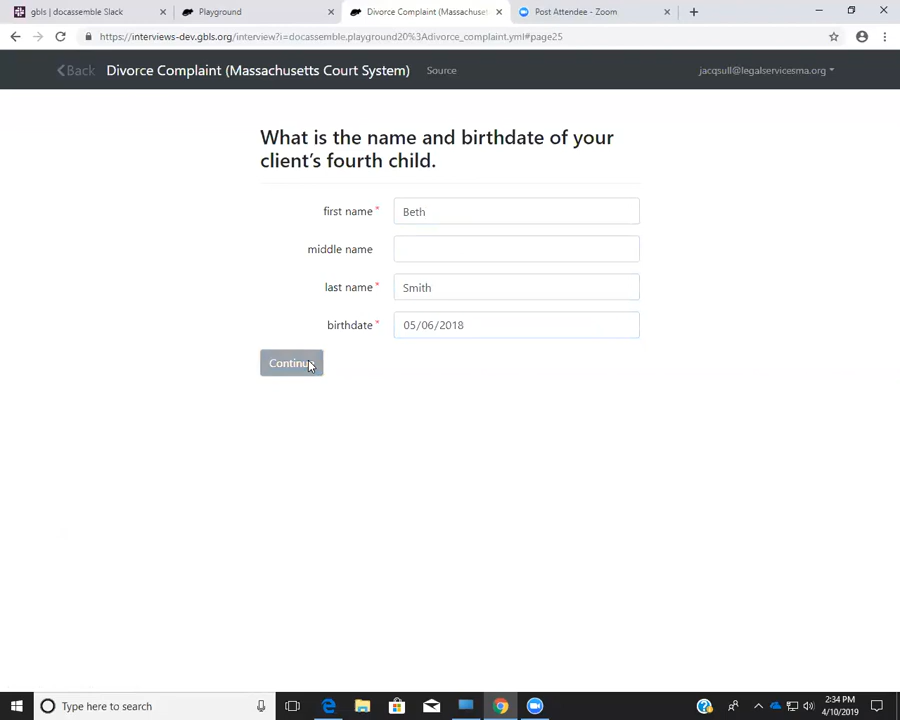 gbls | docassemble Slack
Playground
Divorce Complaint (Massachuset
Post Attendee - Zoom
https://interviews-dev.gbls.org/interview?i=docassemble.playground20%3Adivorce_complaint.yml#page25
Back
Divorce Complaint (Massachusetts Court System)
Source
jacqsull@legalservicesma.org
What is the name and birthdate of your
client's fourth child.
first name *
Beth
middle name
last name *
Smith
birthdate *
05/06/2018
Continue
Type here to search
2:34 PM
4/10/2019